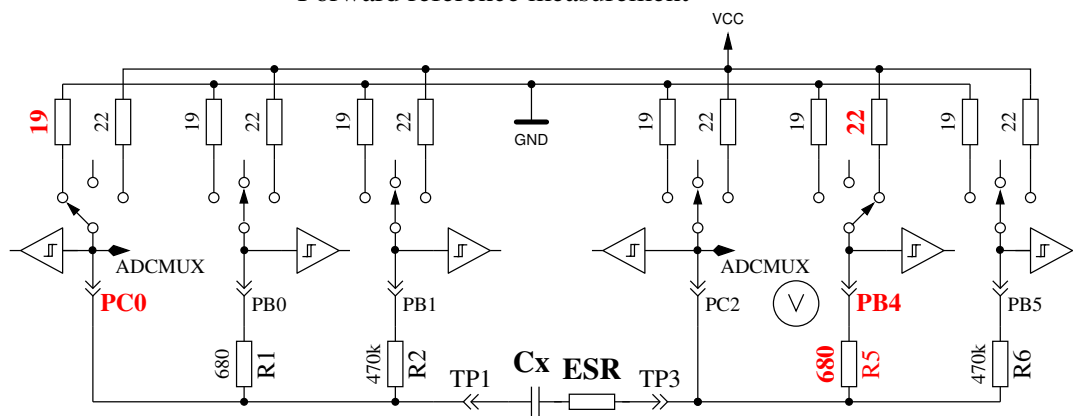 Forward reference measurement
VCC
19 22 19 22 19 22 19 22 19 22 19 22
GND
ADCMUX ADCMUX
PC0 PB0 PB1 PC2 V PB4 PB5
680 R1 470k R2 680 R5 470k R6
TP1 Cx ESR TP3